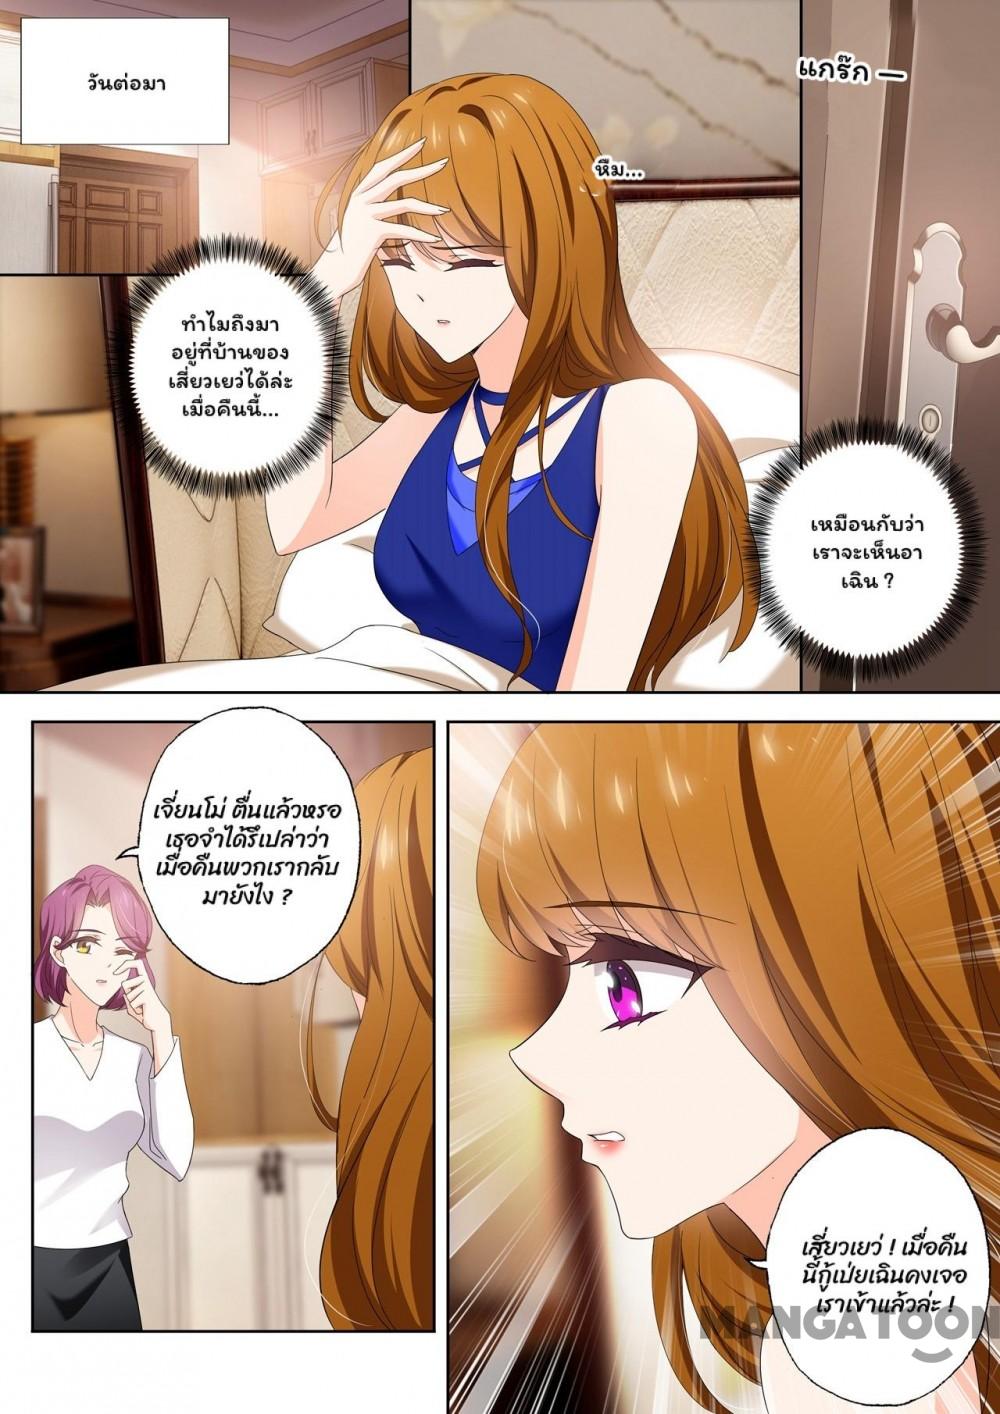 วันต่อมา
แกร๊ก —
หืม...
ทำไมถึงมา
อยู่ที่บ้านของ
เสี่ยวเยว่ได้ล่ะ
เมื่อคืนนี้...
เหมือนกับว่า
เราจะเห็นอา
เฉิน ?
เจี่ยนโม่ ตื่นแล้วหรอ
เธอจำได้รึเปล่าว่า
เมื่อคืนพวกเรากลับ
มายังไง ?
เสี่ยวเยว่ ! เมื่อคืน
นี้กู้เป่ยเฉินคงเจอ
เราเข้าแล้วล่ะ !
MANGATOON